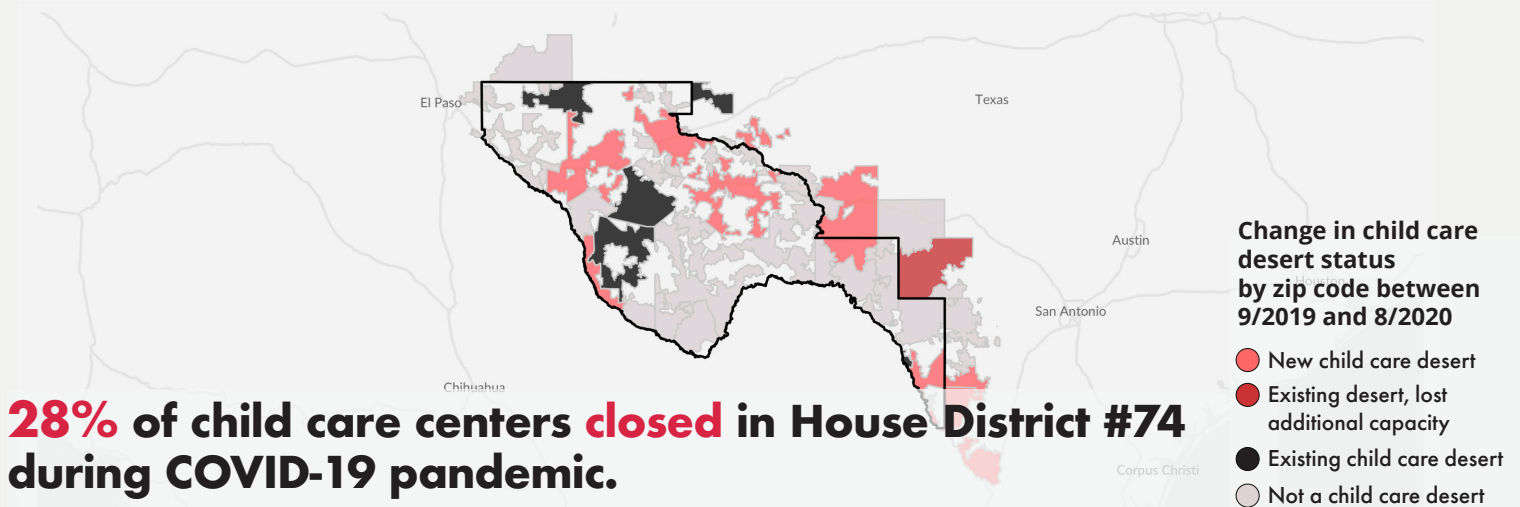 El Paso
Texas
Austin
Houston
San Antonio
Chihuahua
Corpus Christi
28% of child care centers closed in House District #74
during COVID-19 pandemic.
Change in child care
desert status
by zip code between
9/2019 and 8/2020
New child care desert
Existing desert, lost
additional capacity
Existing child care desert
Not a child care desert